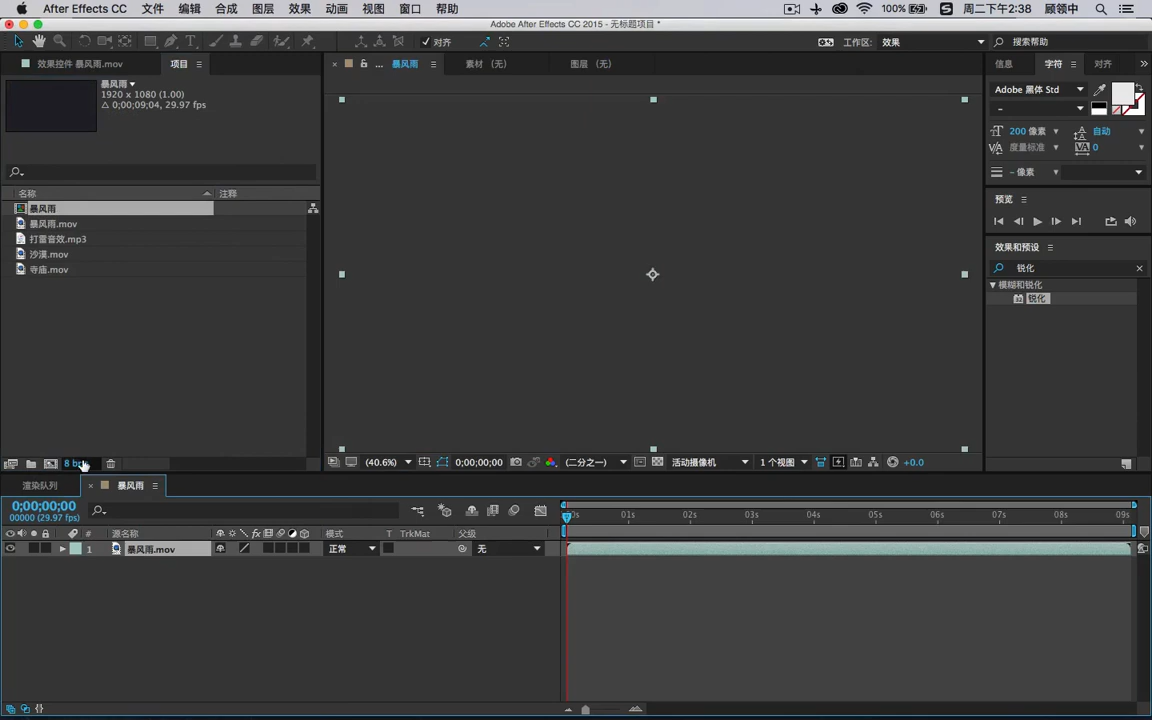 After Effects CC 文件 编辑 合成 图层 效果 动画 视图 窗口 帮助 100% 周二下午2:38 顾领中
Adobe After Effects CC 2015 - 无标题项目 *
对齐 工作区: 效果 搜索帮助
效果控件 暴风雨.mov 项目 ... 暴风雨 素材 (无) 图层 (无) 信息 字符 对齐
暴风雨▼
1920 x 1080 (1.00)
Δ 0;00;09;04, 29.97 fps
Adobe 黑体 Std
-
200 像素 自动
度量标准 0
- 像素
预览
名称 注释
暴风雨
暴风雨.mov
打雷音效.mp3
沙漠.mov
寺庙.mov
效果和预设
锐化
模糊和锐化
锐化
8 bpc (40.6%) 0;00;00;00 (二分之一) 活动摄像机 1 个视图 +0.0
渲染队列 暴风雨
0;00;00;00
00000 (29.97 fps)
01s 02s 03s 04s 05s 06s 07s 08s 09s
# 源名称 模式 T TrkMat 父级
1 暴风雨.mov 正常 无